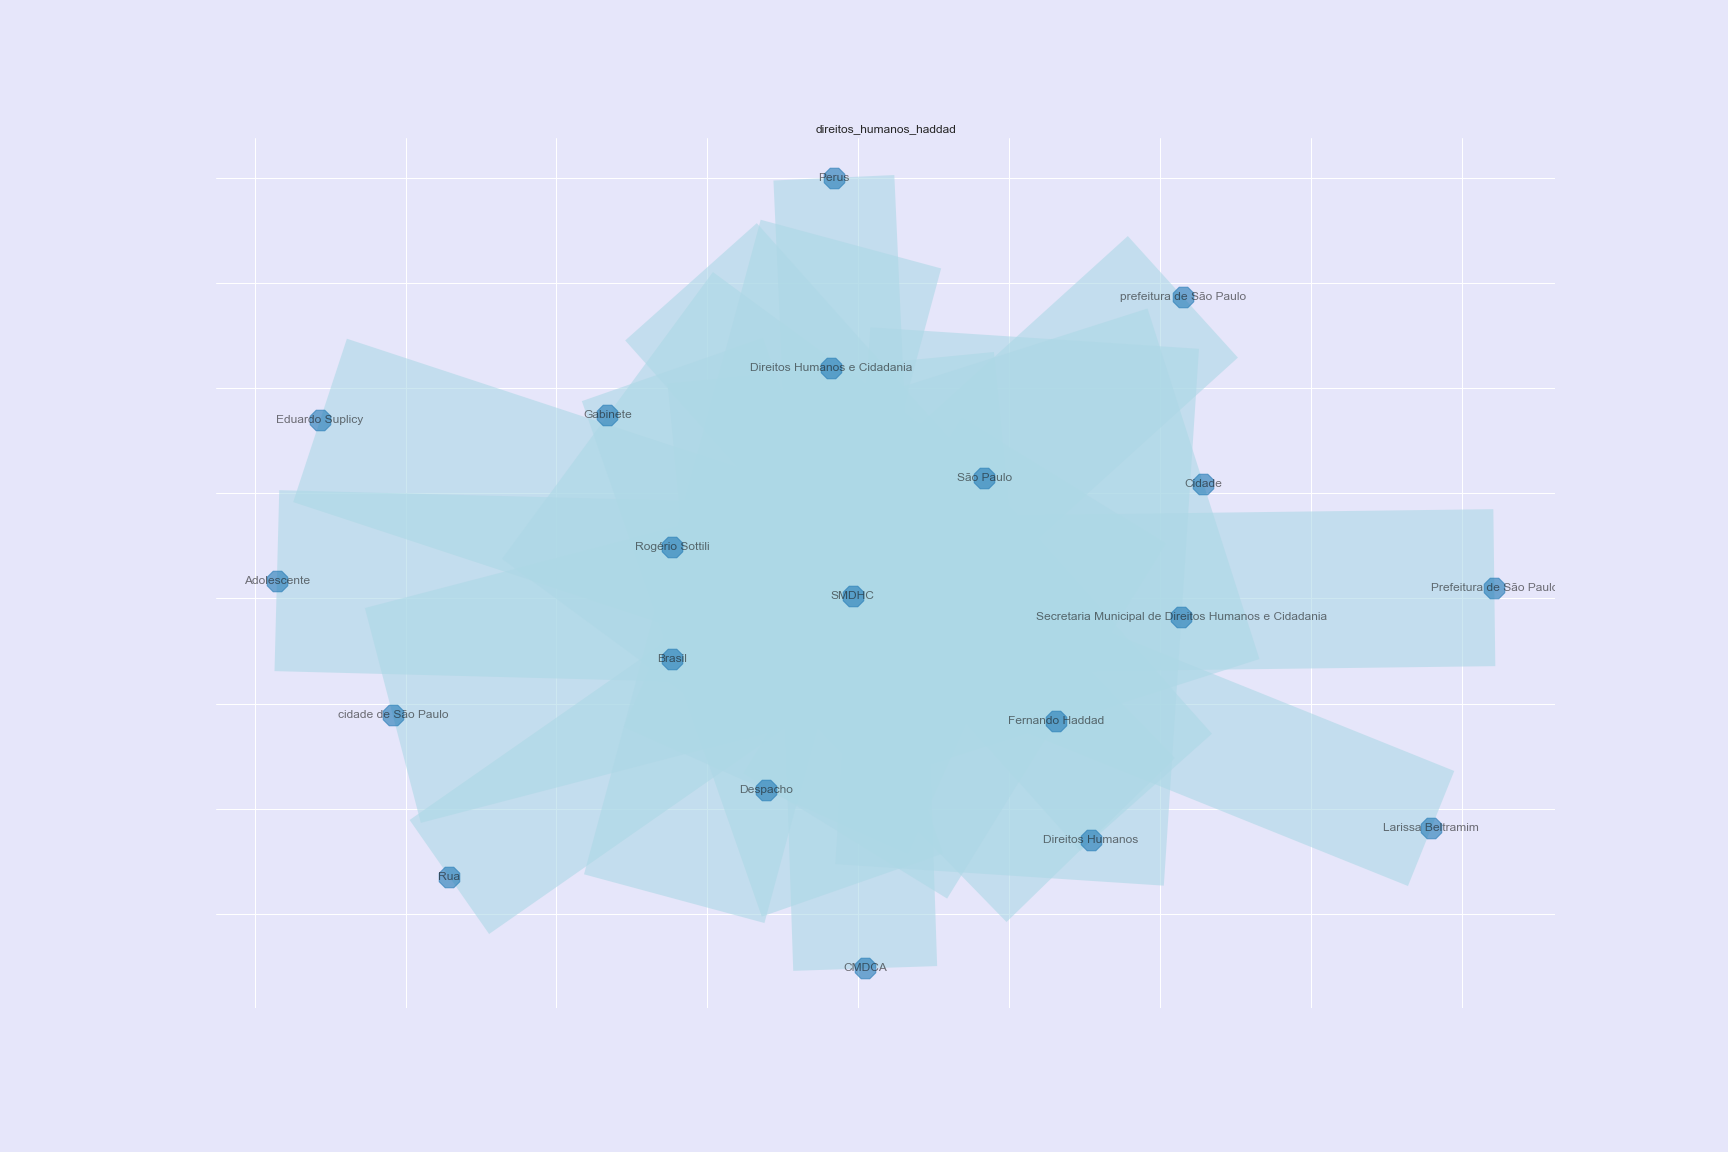 direitos_humanos_haddad
Perus
prefeitura de São Paulo
Direitos Humanos e Cidadania
Gabinete
Eduardo Suplicy
São Paulo
Cidade
Rogério Sottili
Adolescente
Prefeitura de São Paulo
SMDHC
Secretaria Municipal de Direitos Humanos e Cidadania
Brasil
cidade de São Paulo
Fernando Haddad
Despacho
Larissa Beltramim
Direitos Humanos
Rua
CMDCA